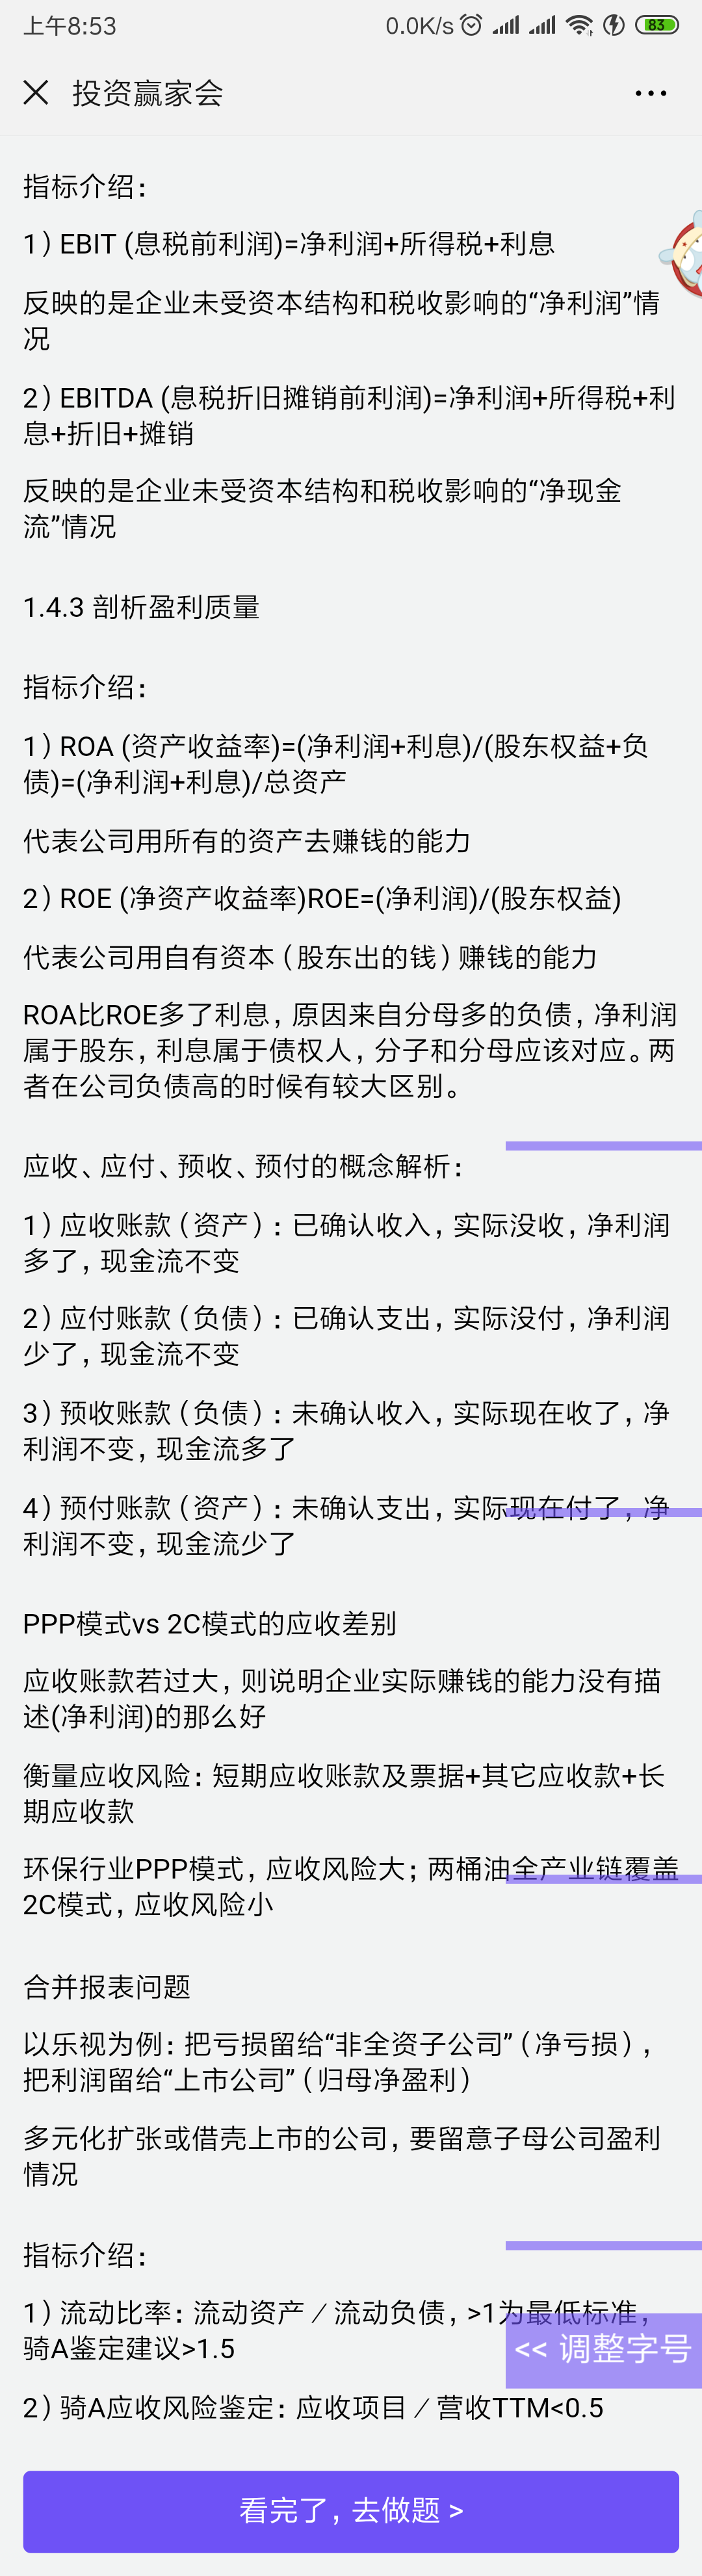 上午8:53
0.0K/s
83
投资赢家会
指标介绍：
1）EBIT (息税前利润)=净利润+所得税+利息
反映的是企业未受资本结构和税收影响的“净利润”情
况
2）EBITDA (息税折旧摊销前利润)=净利润+所得税+利
息+折旧+摊销
反映的是企业未受资本结构和税收影响的“净现金
流”情况
1.4.3 剖析盈利质量
指标介绍：
1）ROA (资产收益率)=(净利润+利息)/(股东权益+负
债)=(净利润+利息)/总资产
代表公司用所有的资产去赚钱的能力
2）ROE (净资产收益率)ROE=(净利润)/(股东权益)
代表公司用自有资本（股东出的钱）赚钱的能力
ROA比ROE多了利息，原因来自分母多的负债，净利润
属于股东，利息属于债权人，分子和分母应该对应。两
者在公司负债高的时候有较大区别。
应收、应付、预收、预付的概念解析：
1）应收账款（资产）：已确认收入，实际没收，净利润
多了，现金流不变
2）应付账款（负债）：已确认支出，实际没付，净利润
少了，现金流不变
3）预收账款（负债）：未确认收入，实际现在收了，净
利润不变，现金流多了
4）预付账款（资产）：未确认支出，实际现在付了，净
利润不变，现金流少了
PPP模式vs 2C模式的应收差别
应收账款若过大，则说明企业实际赚钱的能力没有描
述(净利润)的那么好
衡量应收风险：短期应收账款及票据+其它应收款+长
期应收款
环保行业PPP模式，应收风险大；两桶油全产业链覆盖
2C模式，应收风险小
合并报表问题
以乐视为例：把亏损留给“非全资子公司”（净亏损），
把利润留给“上市公司”（归母净盈利）
多元化扩张或借壳上市的公司，要留意子母公司盈利
情况
指标介绍：
1）流动比率：流动资产／流动负债，>1为最低标准，
骑A鉴定建议>1.5
<< 调整字号
2）骑A应收风险鉴定：应收项目／营收TTM<0.5
看完了，去做题 >